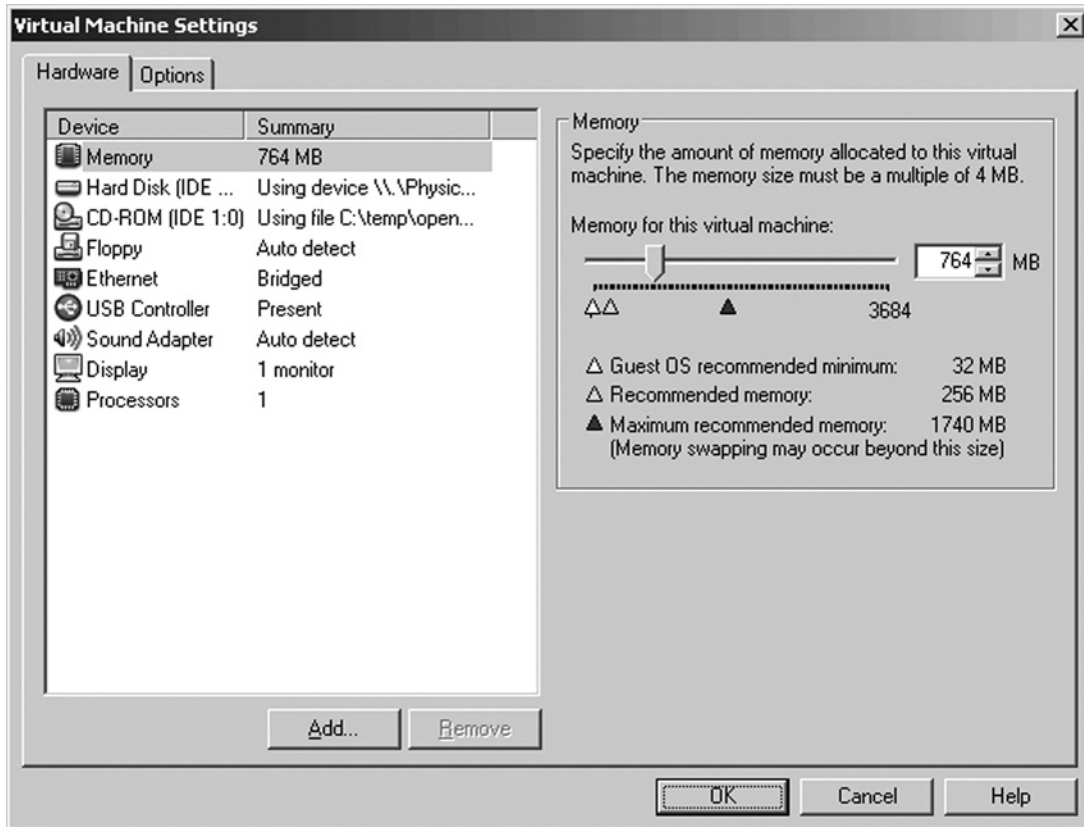 Virtual Machine Settings
Hardware
Options
Device Summary
Memory 764 MB
Hard Disk (IDE ... Using device \\.\Physic...
CD-ROM (IDE 1:0) Using file C:\temp\open...
Floppy Auto detect
Ethernet Bridged
USB Controller Present
Sound Adapter Auto detect
Display 1 monitor
Processors 1
Add...
Remove
Memory
Specify the amount of memory allocated to this virtual
machine. The memory size must be a multiple of 4 MB.
Memory for this virtual machine:
764 MB
3684
Guest OS recommended minimum: 32 MB
Recommended memory: 256 MB
Maximum recommended memory: 1740 MB
(Memory swapping may occur beyond this size)
OK
Cancel
Help